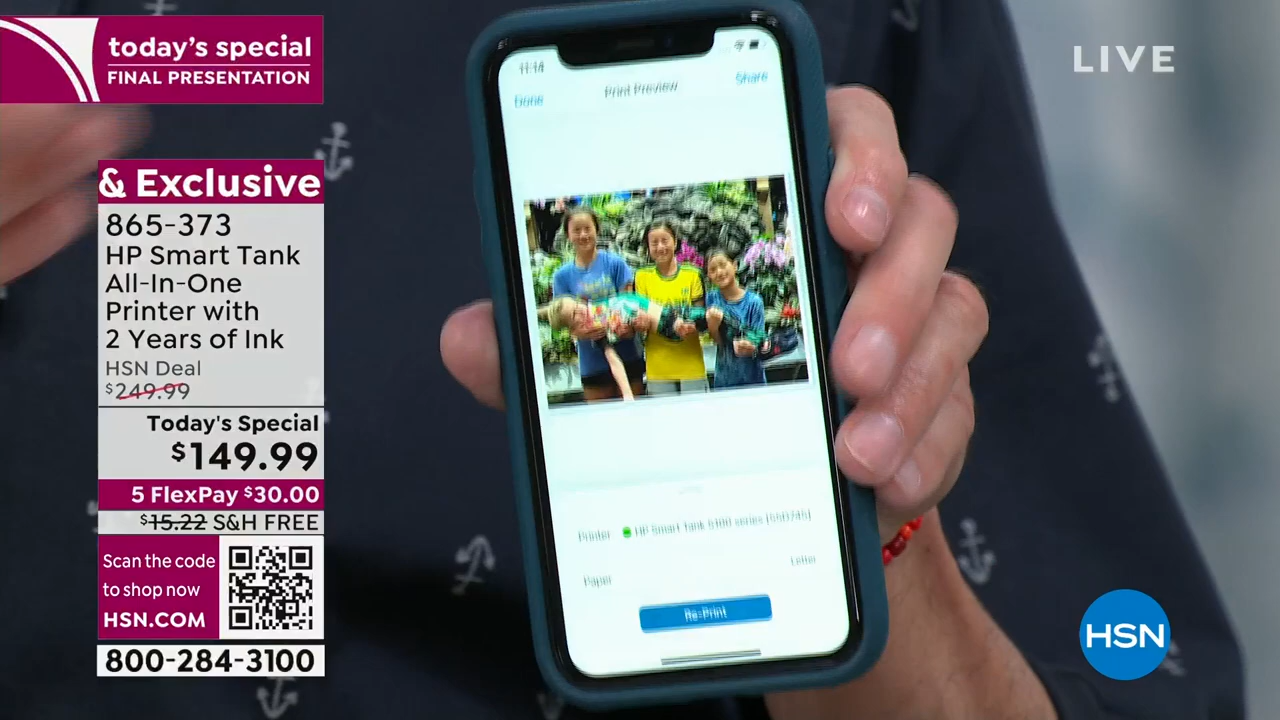 today's special
FINAL PRESENTATION
LIVE
& Exclusive
865-373
HP Smart Tank
All-In-One
Printer with
2 Years of Ink
HSN Deal
$249.99
Today's Special
$149.99
5 FlexPay $30.00
$15.22 S&H FREE
Scan the code
to shop now
HSN.COM
800-284-3100
11:14
Done
Print Preview
Share
Printer
HP Smart Tank series
Paper
Letter
Re-Print
HSN